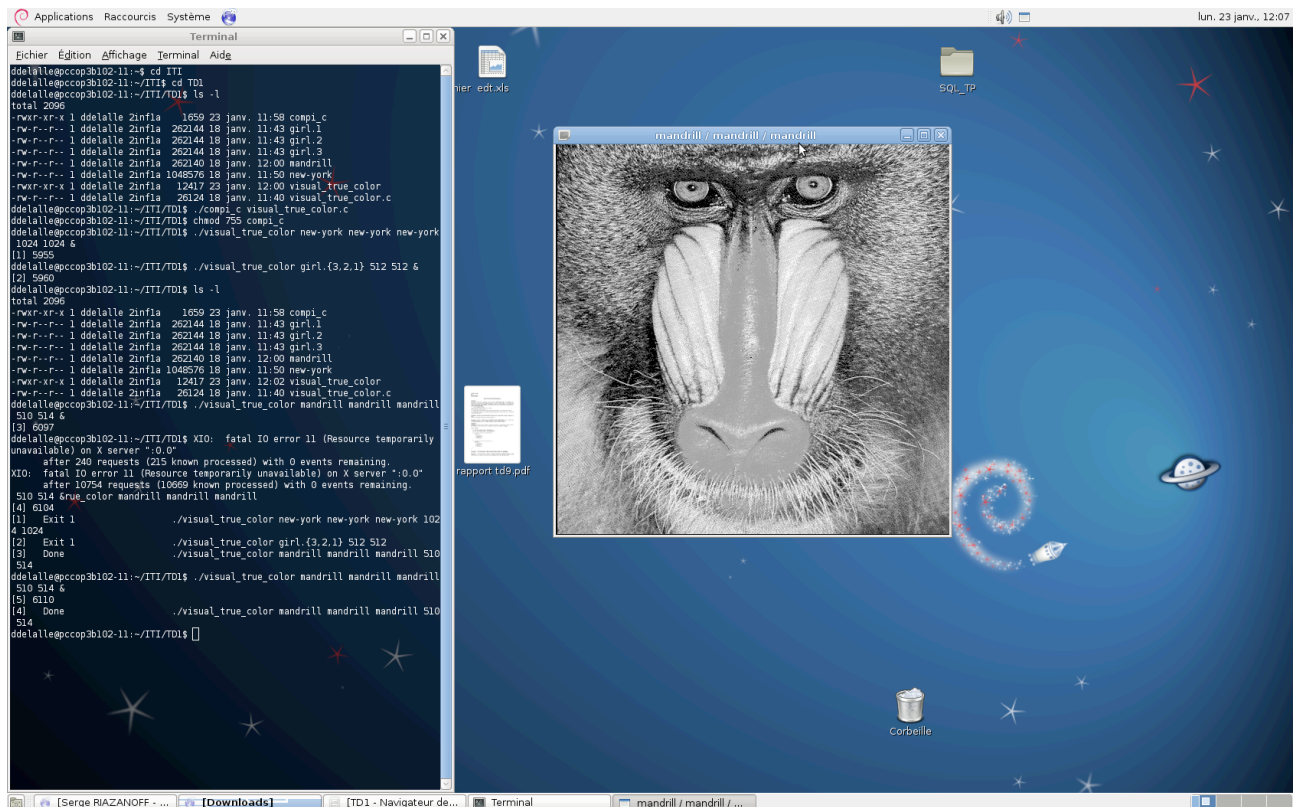 Applications Raccourcis Système
lun. 23 janv., 12:07
Terminal
Fichier Édition Affichage Terminal Aide
ddelalle@pccop3b102-11:~$ cd ITI
ddelalle@pccop3b102-11:~/ITI$ cd TD1
ddelalle@pccop3b102-11:~/ITI/TD1$ ls -l
total 2096
-rwxr-xr-x 1 ddelalle 2inf1a 1659 23 janv. 11:58 compi_c
-rw-r--r-- 1 ddelalle 2inf1a 262144 18 janv. 11:43 girl.1
-rw-r--r-- 1 ddelalle 2inf1a 262144 18 janv. 11:43 girl.2
-rw-r--r-- 1 ddelalle 2inf1a 262144 18 janv. 11:43 girl.3
-rw-r--r-- 1 ddelalle 2inf1a 262140 18 janv. 12:00 mandrill
-rw-r--r-- 1 ddelalle 2inf1a 1048576 18 janv. 11:50 new-york
-rwxr-xr-x 1 ddelalle 2inf1a 12417 23 janv. 12:00 visual_true_color
-rw-r--r-- 1 ddelalle 2inf1a 26124 18 janv. 11:40 visual_true_color.c
ddelalle@pccop3b102-11:~/ITI/TD1$ ./compi_c visual_true_color.c
ddelalle@pccop3b102-11:~/ITI/TD1$ chmod 755 compi_c
ddelalle@pccop3b102-11:~/ITI/TD1$ ./visual_true_color new-york new-york new-york
1024 1024 &
[1] 5955
ddelalle@pccop3b102-11:~/ITI/TD1$ ./visual_true_color girl.{3,2,1} 512 512 &
[2] 5960
ddelalle@pccop3b102-11:~/ITI/TD1$ ls -l
total 2096
-rwxr-xr-x 1 ddelalle 2inf1a 1659 23 janv. 11:58 compi_c
-rw-r--r-- 1 ddelalle 2inf1a 262144 18 janv. 11:43 girl.1
-rw-r--r-- 1 ddelalle 2inf1a 262144 18 janv. 11:43 girl.2
-rw-r--r-- 1 ddelalle 2inf1a 262144 18 janv. 11:43 girl.3
-rw-r--r-- 1 ddelalle 2inf1a 262140 18 janv. 12:00 mandrill
-rw-r--r-- 1 ddelalle 2inf1a 1048576 18 janv. 11:50 new-york
-rwxr-xr-x 1 ddelalle 2inf1a 12417 23 janv. 12:02 visual_true_color
-rw-r--r-- 1 ddelalle 2inf1a 26124 18 janv. 11:40 visual_true_color.c
ddelalle@pccop3b102-11:~/ITI/TD1$ ./visual_true_color mandrill mandrill mandrill
510 514 &
[3] 6097
ddelalle@pccop3b102-11:~/ITI/TD1$ XIO: fatal IO error 11 (Resource temporarily
unavailable) on X server ":0.0"
after 240 requests (215 known processed) with 0 events remaining.
XIO: fatal IO error 11 (Resource temporarily unavailable) on X server ":0.0"
after 10754 requests (10669 known processed) with 0 events remaining.
510 514 &rue_color mandrill mandrill mandrill
[4] 6104
[1] Exit 1 ./visual_true_color new-york new-york new-york 102
4 1024
[2] Exit 1 ./visual_true_color girl.{3,2,1} 512 512
[3] Done ./visual_true_color mandrill mandrill mandrill 510
514
ddelalle@pccop3b102-11:~/ITI/TD1$ ./visual_true_color mandrill mandrill mandrill
510 514 &
[5] 6110
[4] Done ./visual_true_color mandrill mandrill mandrill 510
514
ddelalle@pccop3b102-11:~/ITI/TD1$
nier edt.xls
SQL_TP
mandrill / mandrill / mandrill
rapport td9.pdf
Corbeille
[Serge RIAZANOFF - ...
[Downloads]
[TD1 - Navigateur de...
Terminal
mandrill / mandrill / ...